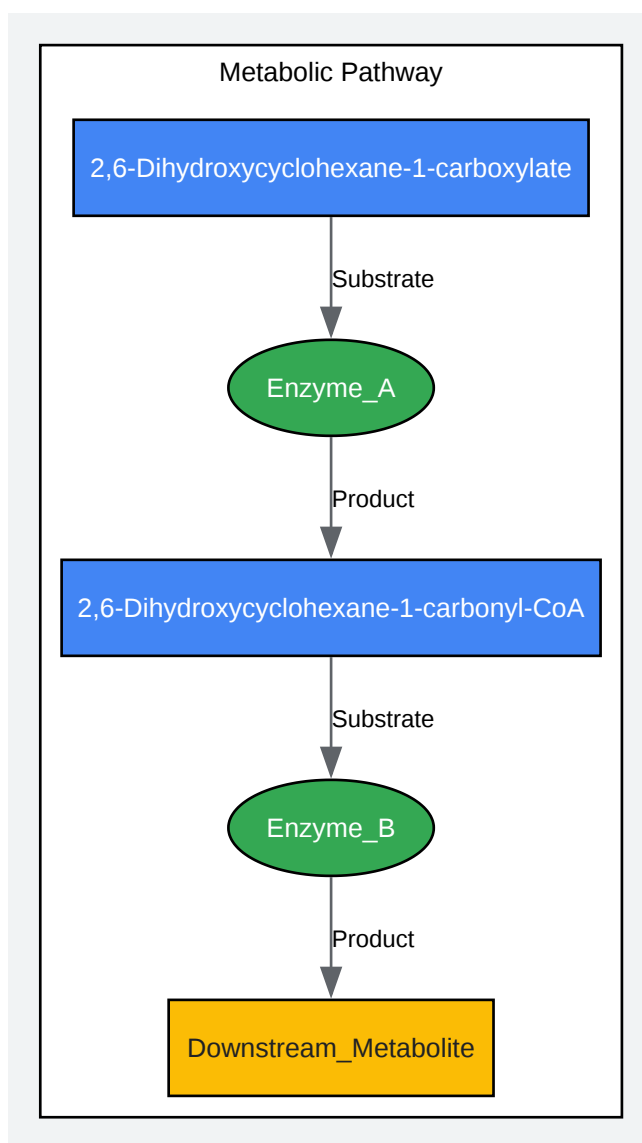 Metabolic Pathway
2,6-Dihydroxycyclohexane-1-carboxylate
Substrate
Enzyme_A
Product
2,6-Dihydroxycyclohexane-1-carbonyl-CoA
Substrate
Enzyme_B
Product
Downstream_Metabolite